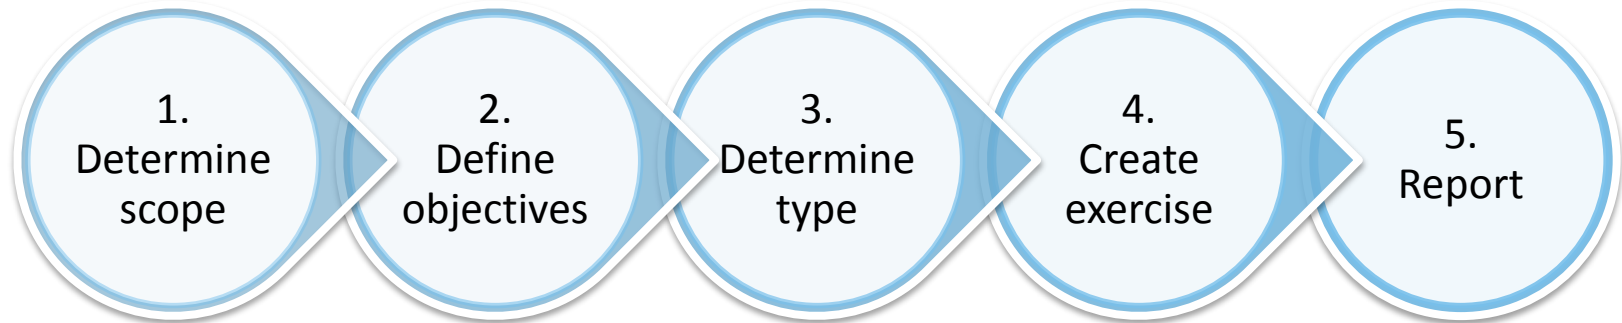 1.
Determine
scope
2.
Define
objectives
3.
Determine
type
4.
Create
exercise
5.
Report